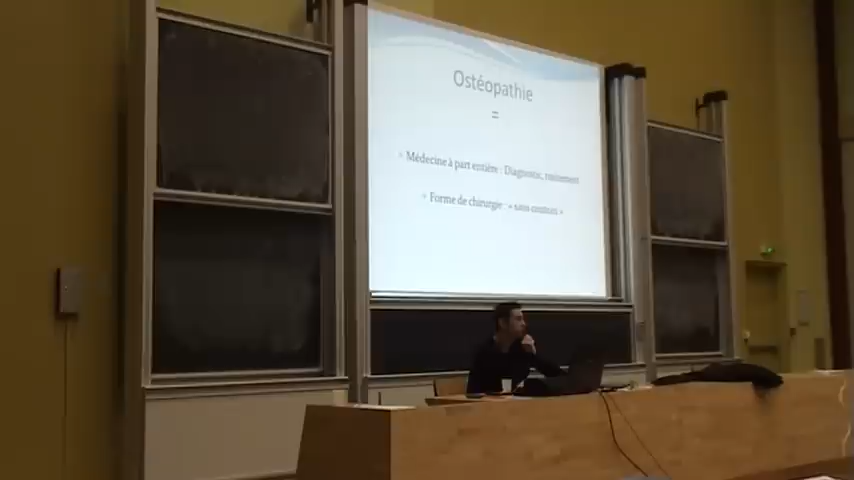 Ostéopathie
=
Médecine à part entière : Diagnostic, traitement
Forme de chirurgie : « sans couteau »